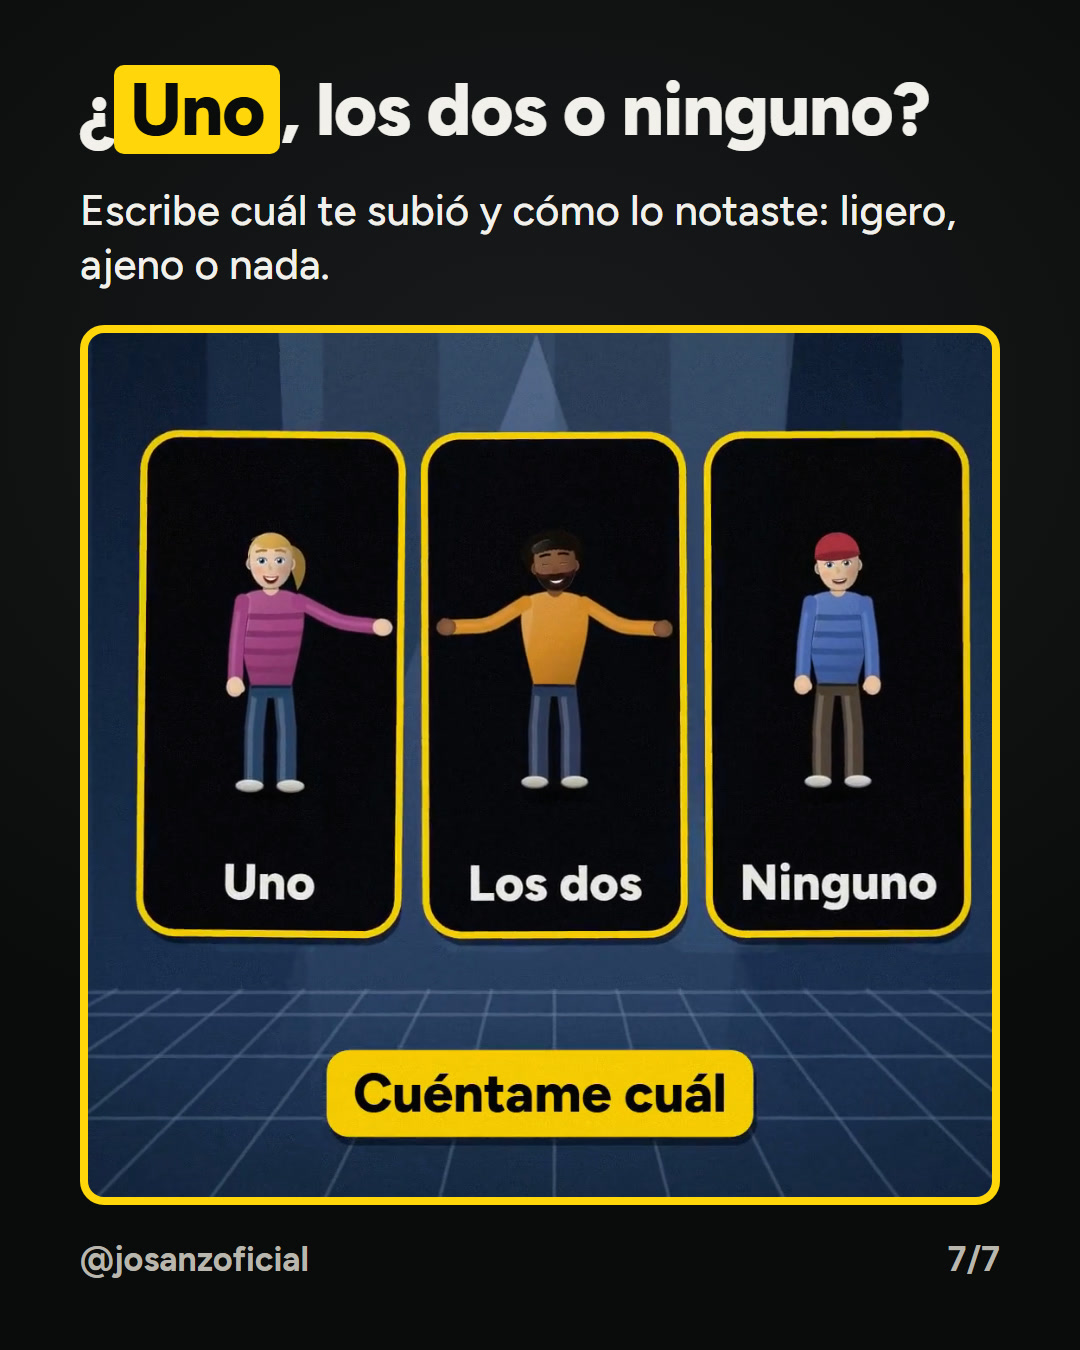 ¿Uno, los dos o ninguno?
Escribe cuál te subió y cómo lo notaste: ligero,
ajeno o nada.
Uno
Los dos
Ninguno
Cuéntame cuál
@josanzoficial
7/7